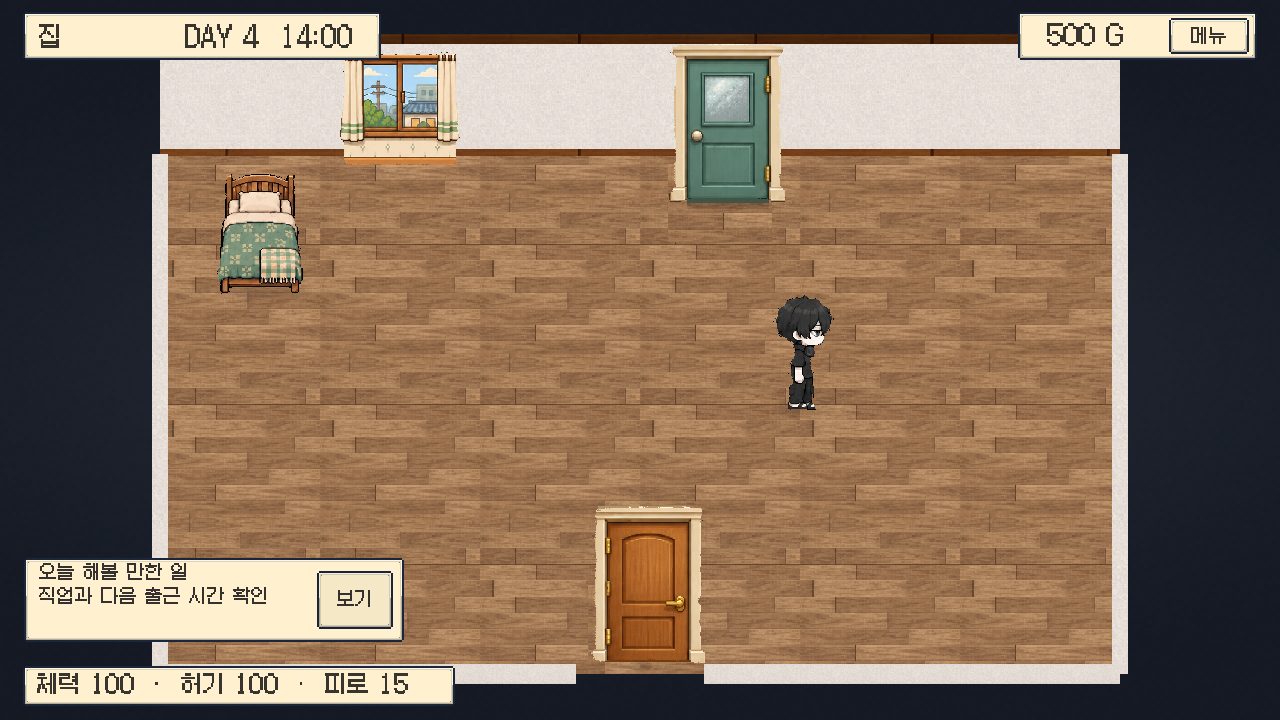 집 DAY 4 14:00
500 G 메뉴
오늘 해볼 만한 일
직업과 다음 출근 시간 확인
보기
체력 100 · 허기 100 · 피로 15